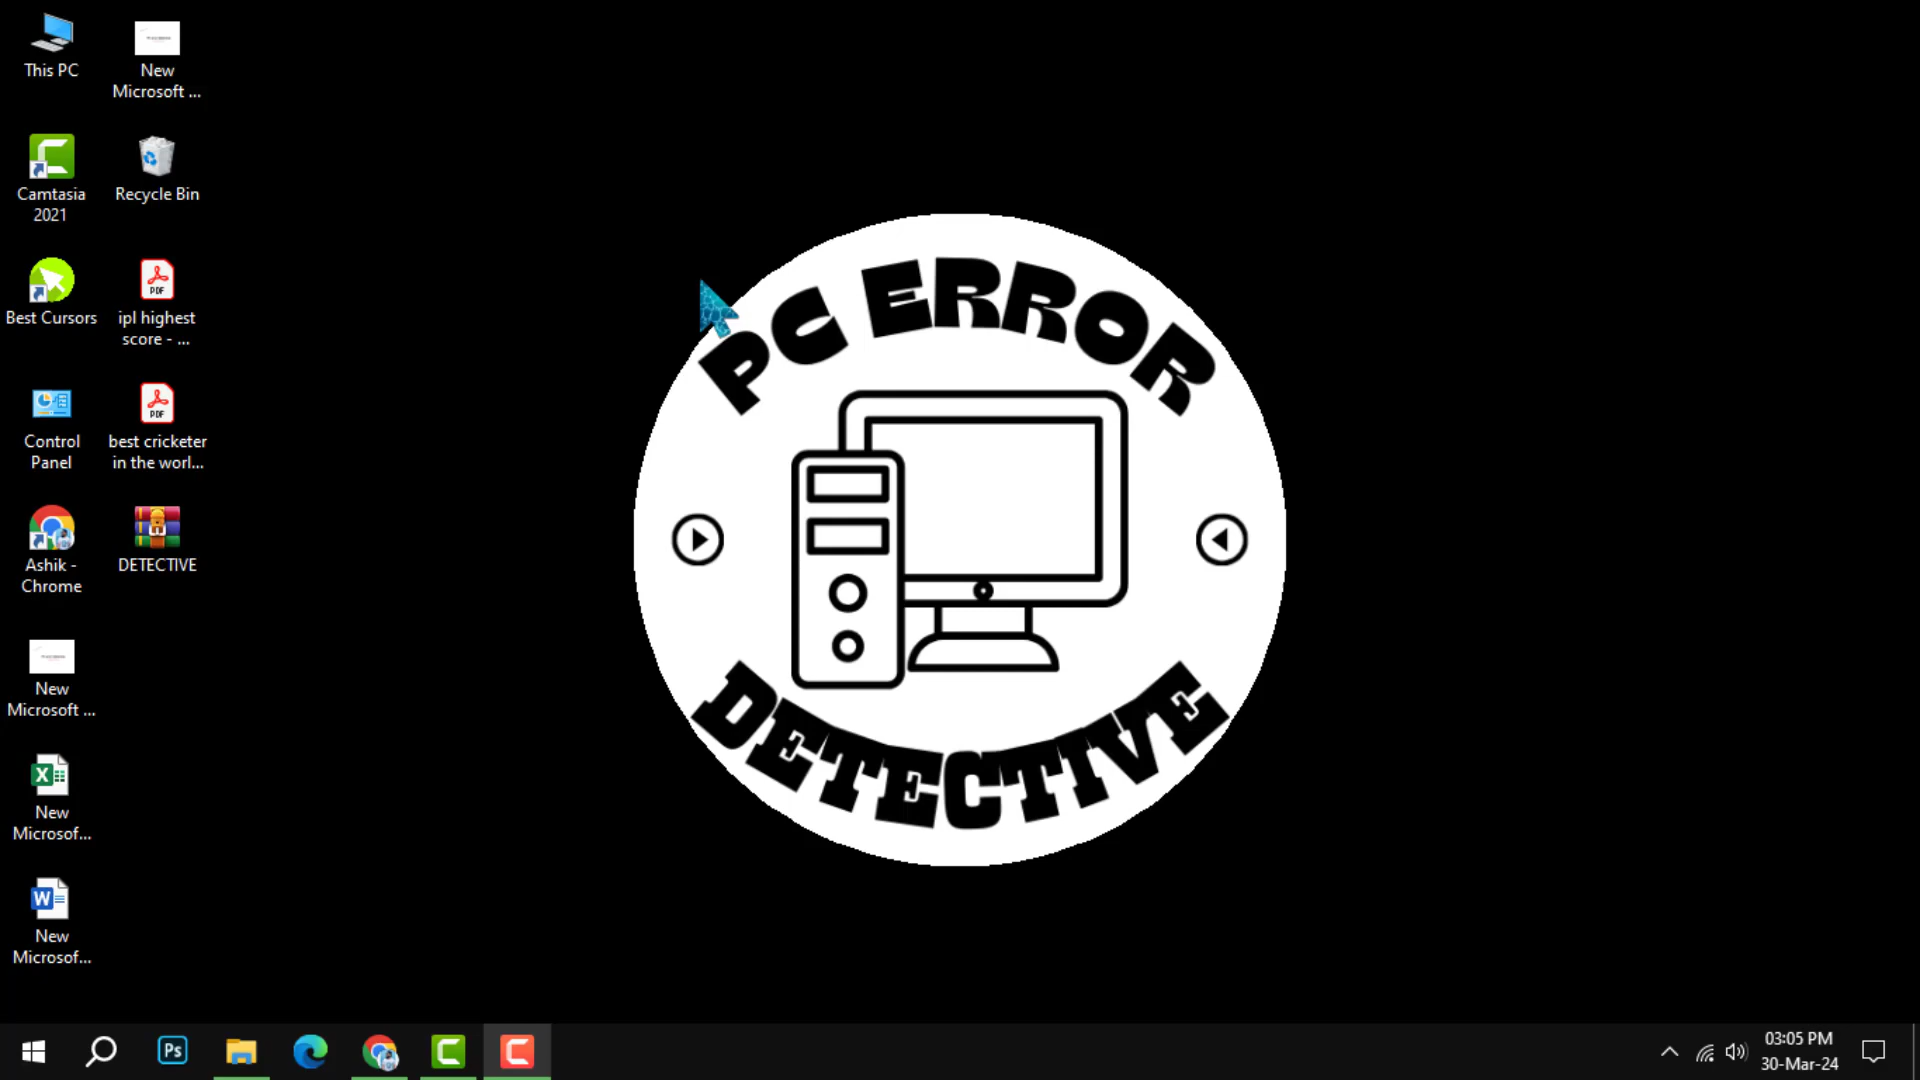 This PC
New
Microsoft ...
Camtasia
2021
Recycle Bin
Best Cursors
PDF
ipl highest
score - ...
Control
Panel
PDF
best cricketer
in the worl...
Ashik -
Chrome
DETECTIVE
New
Microsoft ...
X
New
Microsof...
W
New
Microsof...
PC ERROR
DETECTIVE
Ps
03:05 PM
30-Mar-24